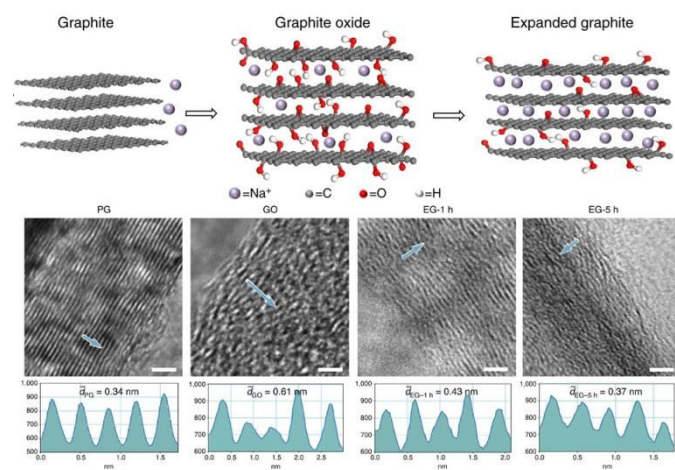 Graphite Graphite oxide Expanded graphite
=Na⁺ =C =O =H
PG GO EG-1 h EG-5 h
d̄PG = 0.34 nm d̄GO = 0.61 nm d̄EG–1 h = 0.43 nm d̄EG–5 h = 0.37 nm
1,000 1,000 1,000 1,000
900 900 900 900
800 800 800 800
700 700 700 700
600 600 600 600
0.0 0.5 1.0 1.5 0.0 0.5 1.0 1.5 2.0 2.5 0.0 0.5 1.0 1.5 2.0 0.0 0.5 1.0 1.5
nm nm nm nm